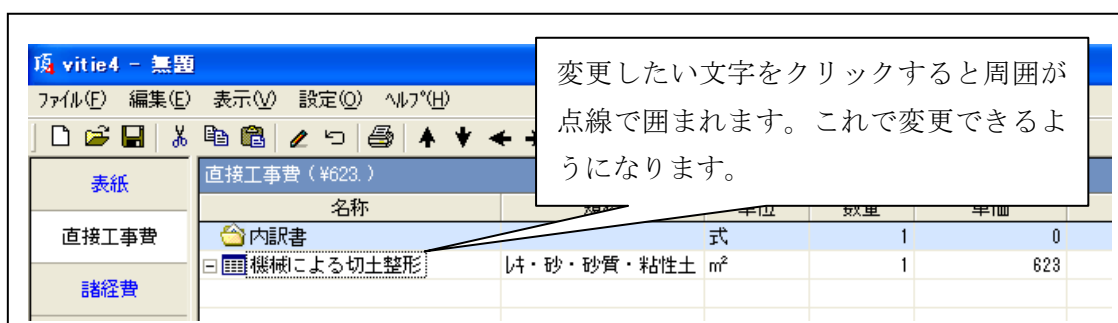 項 vitie4 - 無題
ファイル(F) 編集(E) 表示(V) 設定(O) ヘルプ(H)
変更したい文字をクリックすると周囲が
点線で囲まれます。これで変更できるよ
うになります。
表紙
直接工事費
諸経費
直接工事費(¥623.)
名称 単位 数量 単価
内訳書 式 1 0
機械による切土整形 ﾚｷ・砂・砂質・粘性土 m² 1 623